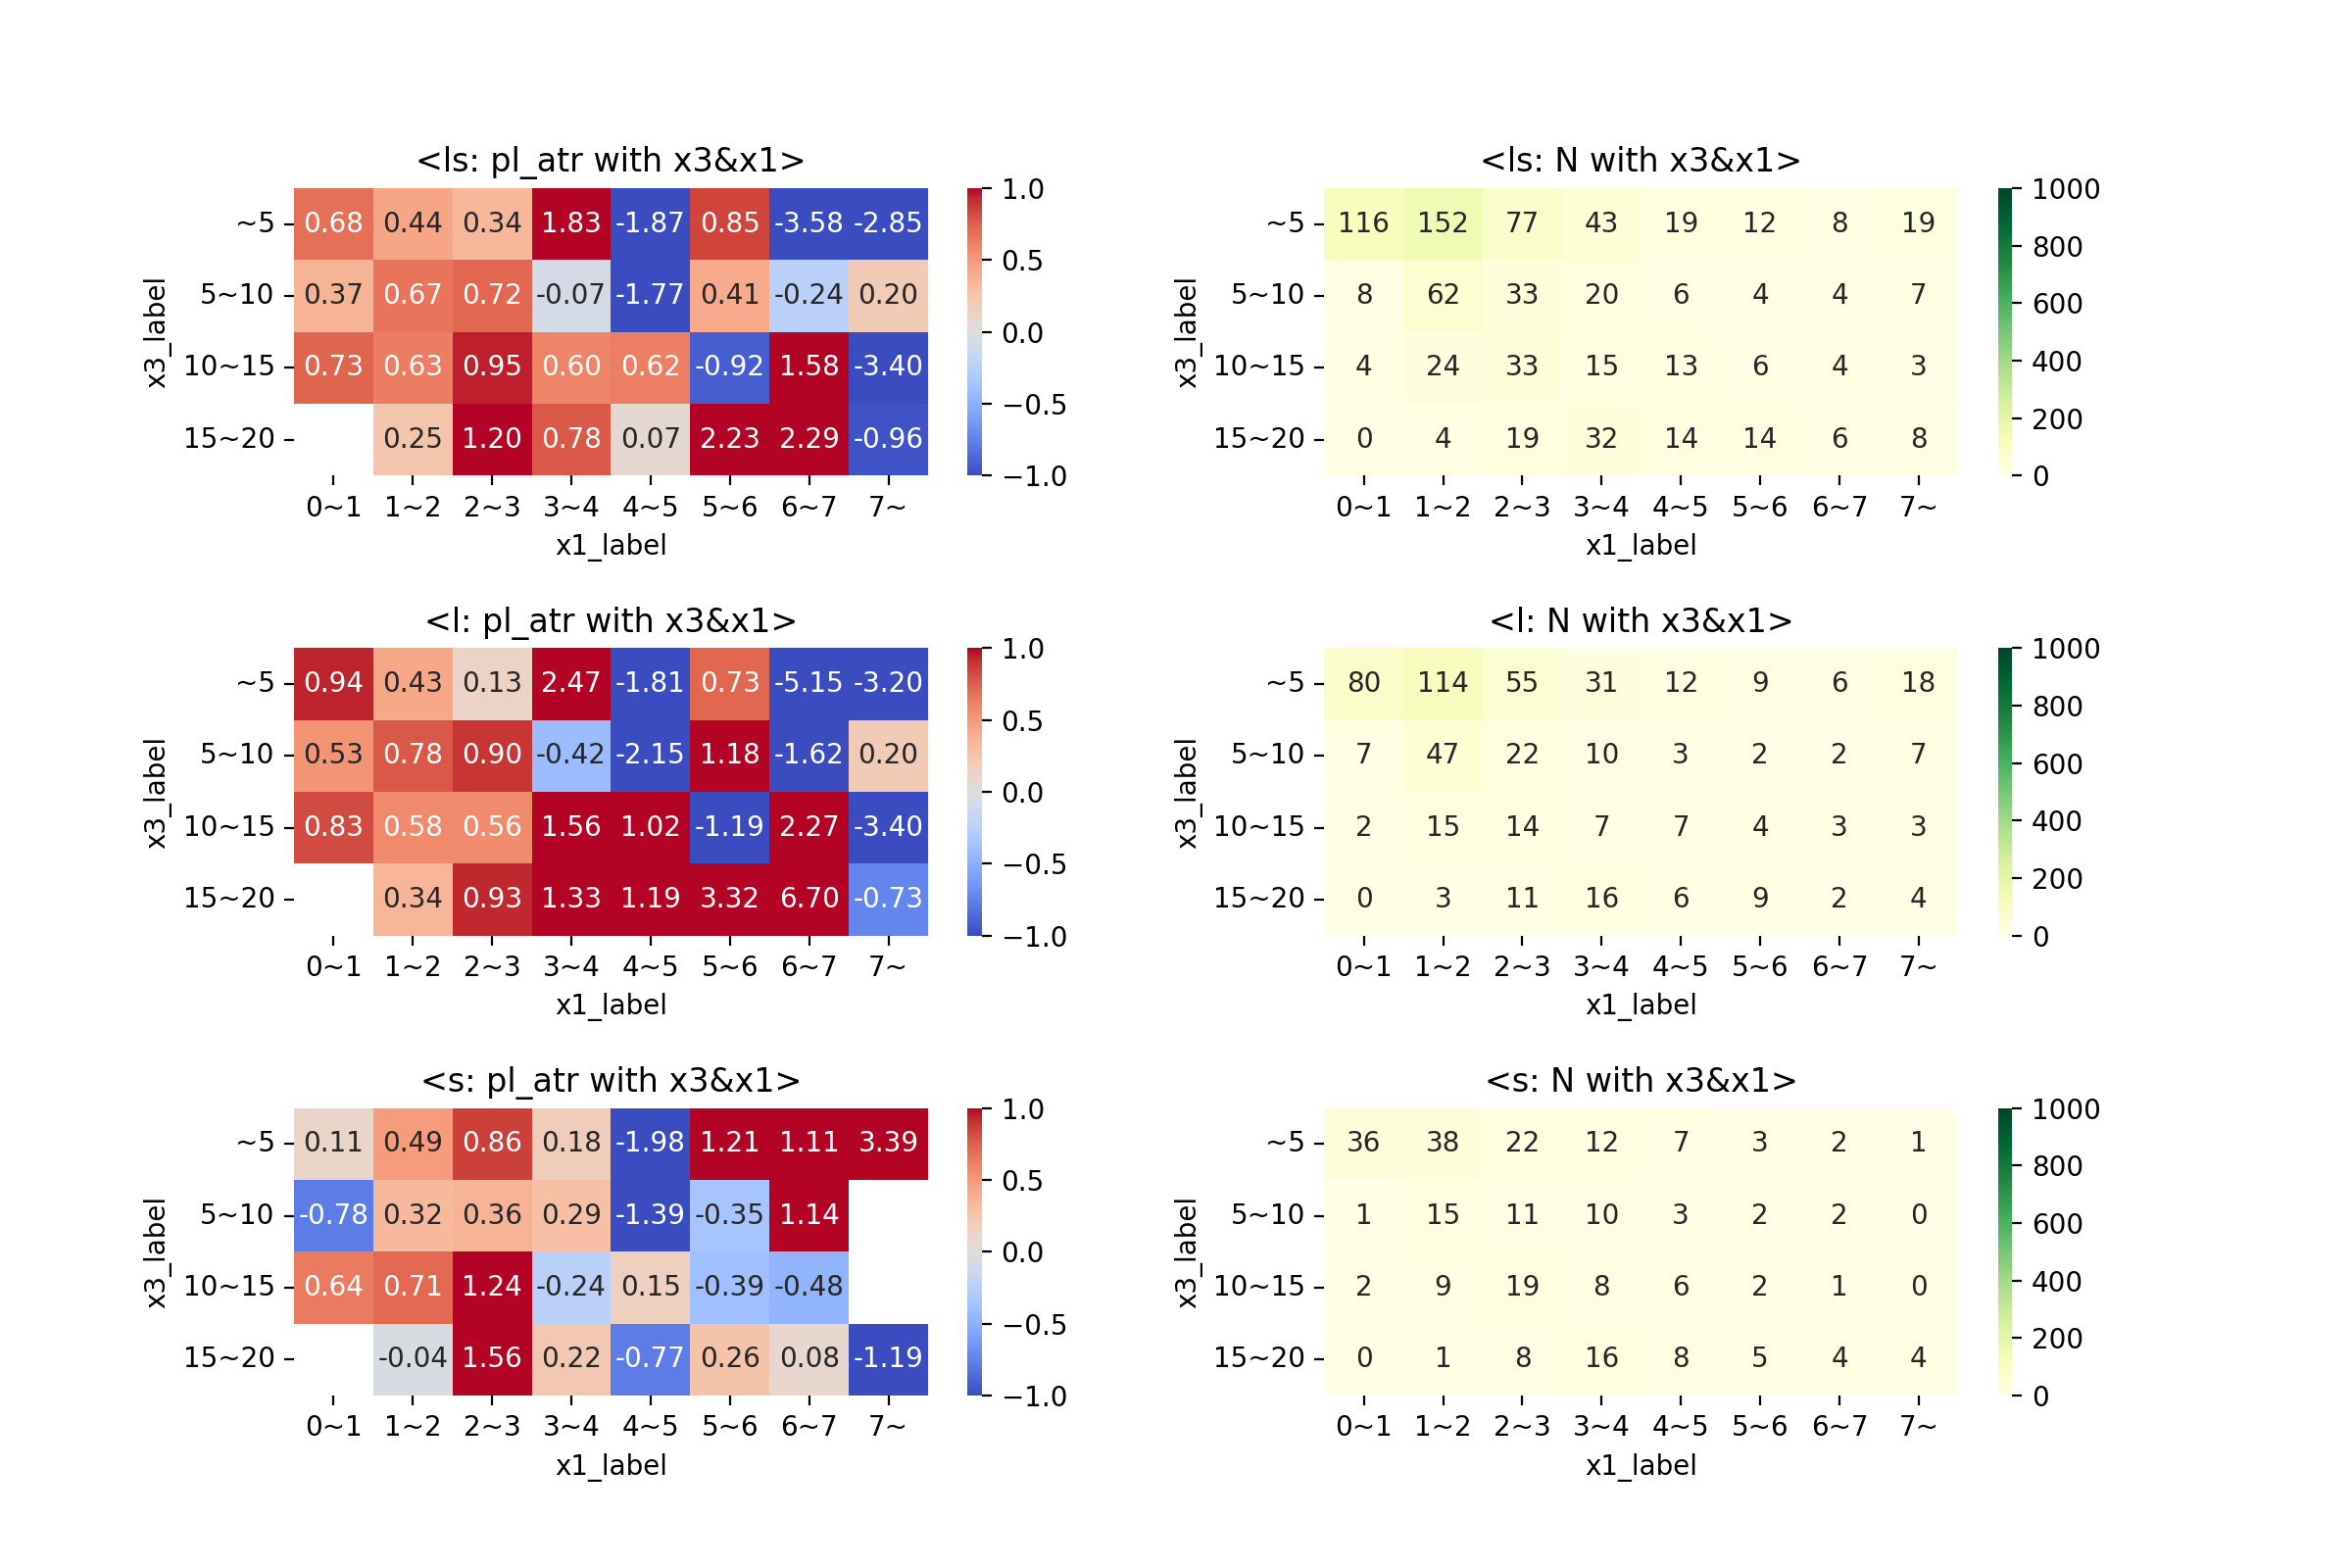 <ls: pl_atr with x3&x1>
<ls: N with x3&x1>
x3_label
~5 0.68 0.44 0.34 1.83 -1.87 0.85 -3.58 -2.85
5~10 0.37 0.67 0.72 -0.07 -1.77 0.41 -0.24 0.20
10~15 0.73 0.63 0.95 0.60 0.62 -0.92 1.58 -3.40
15~20 0.25 1.20 0.78 0.07 2.23 2.29 -0.96
0~1 1~2 2~3 3~4 4~5 5~6 6~7 7~
x1_label
1.0
0.5
0.0
−0.5
−1.0
x3_label
~5 116 152 77 43 19 12 8 19
5~10 8 62 33 20 6 4 4 7
10~15 4 24 33 15 13 6 4 3
15~20 0 4 19 32 14 14 6 8
0~1 1~2 2~3 3~4 4~5 5~6 6~7 7~
x1_label
1000
800
600
400
200
0
<l: pl_atr with x3&x1>
<l: N with x3&x1>
x3_label
~5 0.94 0.43 0.13 2.47 -1.81 0.73 -5.15 -3.20
5~10 0.53 0.78 0.90 -0.42 -2.15 1.18 -1.62 0.20
10~15 0.83 0.58 0.56 1.56 1.02 -1.19 2.27 -3.40
15~20 0.34 0.93 1.33 1.19 3.32 6.70 -0.73
0~1 1~2 2~3 3~4 4~5 5~6 6~7 7~
x1_label
1.0
0.5
0.0
−0.5
−1.0
x3_label
~5 80 114 55 31 12 9 6 18
5~10 7 47 22 10 3 2 2 7
10~15 2 15 14 7 7 4 3 3
15~20 0 3 11 16 6 9 2 4
0~1 1~2 2~3 3~4 4~5 5~6 6~7 7~
x1_label
1000
800
600
400
200
0
<s: pl_atr with x3&x1>
<s: N with x3&x1>
x3_label
~5 0.11 0.49 0.86 0.18 -1.98 1.21 1.11 3.39
5~10 -0.78 0.32 0.36 0.29 -1.39 -0.35 1.14
10~15 0.64 0.71 1.24 -0.24 0.15 -0.39 -0.48
15~20 -0.04 1.56 0.22 -0.77 0.26 0.08 -1.19
0~1 1~2 2~3 3~4 4~5 5~6 6~7 7~
x1_label
1.0
0.5
0.0
−0.5
−1.0
x3_label
~5 36 38 22 12 7 3 2 1
5~10 1 15 11 10 3 2 2 0
10~15 2 9 19 8 6 2 1 0
15~20 0 1 8 16 8 5 4 4
0~1 1~2 2~3 3~4 4~5 5~6 6~7 7~
x1_label
1000
800
600
400
200
0